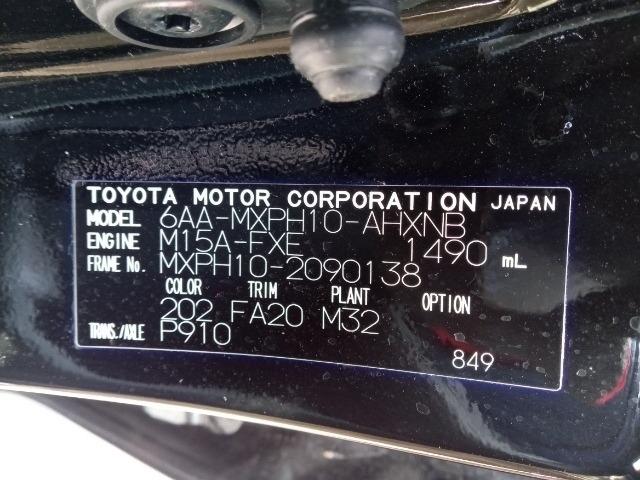 TOYOTA MOTOR CORPORATION JAPAN
MODEL 6AA-MXPH10-AHXNB
ENGINE M15A-FXE 1490 mL
FRAME No. MXPH10-2090138
COLOR TRIM PLANT OPTION
202 FA20 M32
TRANS./AXLE P910
849